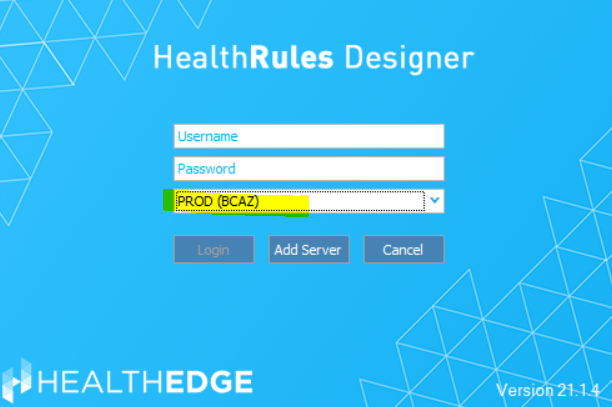 HealthRules Designer
Username
Password
PROD (BCAZ)
Login Add Server Cancel
HEALTHEDGE
Version 21.1.4